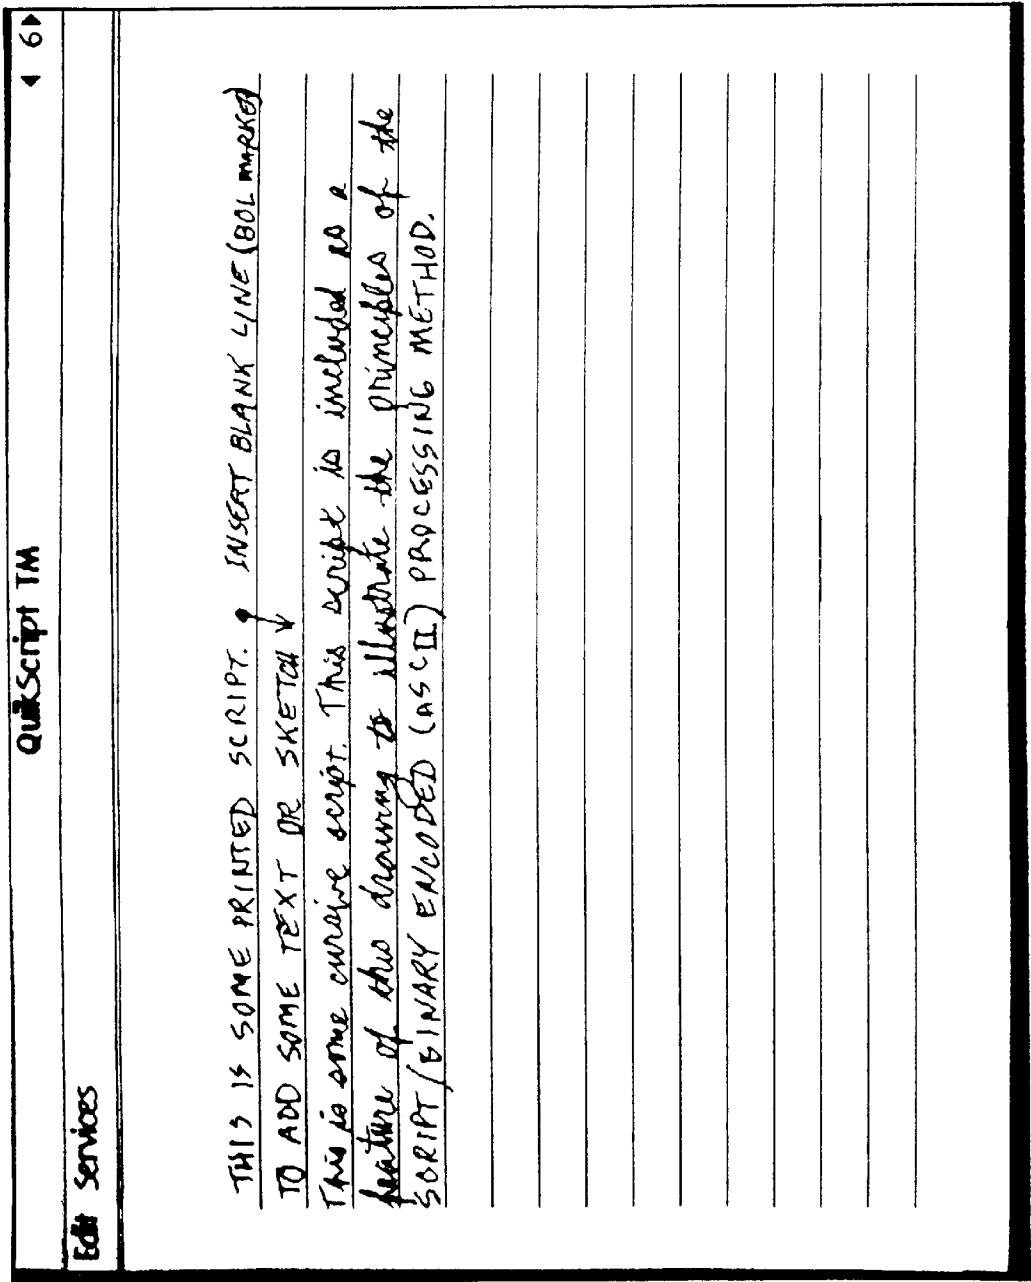 QuikScript TM ◂ 6 ▸
Edit Services
THIS IS SOME PRINTED SCRIPT. INSERT BLANK LINE (BOL MARKED)
TO ADD SOME TEXT OR SKETCH
This is some cursive script. This script is included as a
feature of this drawing to illustrate the principles of the
SCRIPT/BINARY ENCODED (ASCII) PROCESSING METHOD.